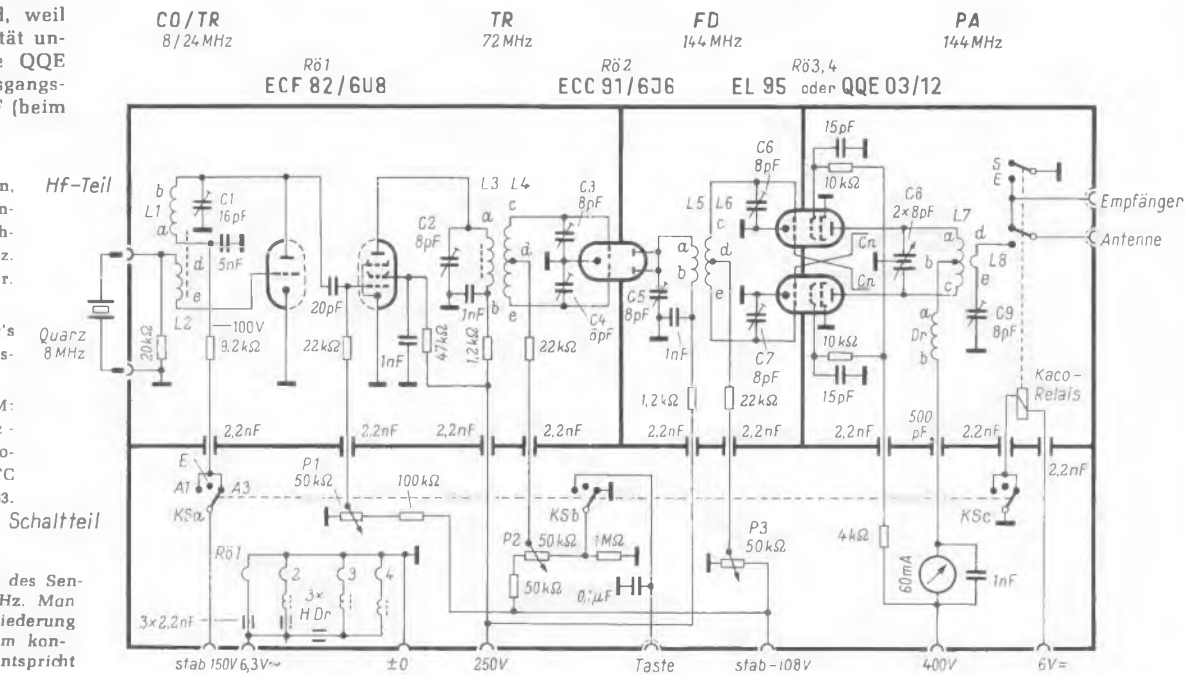 d, weil
tät un-
e QQE
sgangs-
F (beim
n,
n-
h-
z.
r.
r's
s-
M:
z -
o-
TC
3.
des Sen-
Hz. Man
iederung
m kon-
ntspricht
CO/TR
8/24 MHz
TR
72 MHz
FD
144 MHz
PA
144 MHz
Rö1
ECF 82/6U8
Rö2
ECC 91/6J6
Rö3,4
EL 95 oder QQE 03/12
Hf-Teil
b
L1
a
C1
16pF
5nF
d
e
L2
Quarz
8 MHz
20kΩ
100V
9,2kΩ
20pF
22kΩ
1nF
47kΩ
C2
8pF
1nF
1,2kΩ
L3 L4
a
b
c
d
e
22kΩ
C3
8pF
C4
8pF
C5
8pF
1nF
a
b
1,2kΩ
L5 L6
c
d
e
22kΩ
C6
8pF
C7
8pF
15pF
10kΩ
Cn
Cn
10kΩ
15pF
C8
2×8pF
L7
a
b
c
d
e
L8
a
Dr
b
C9
8pF
S
E
Empfänger
Antenne
Kaco-
Relais
2,2nF
2,2nF
2,2nF
2,2nF
2,2nF
2,2nF
2,2nF
500
pF
2,2nF
2,2nF
Schaltteil
E
A1
A3
KSa
P1
50kΩ
100kΩ
KSb
P2
50kΩ
1MΩ
50kΩ
0,1µF
P3
50kΩ
4kΩ
60mA
1nF
KSc
Rö1
2
3
4
3×
HDr
3×2,2nF
stab 150V
6,3V~
±0
250V
Taste
stab -108V
400V
6V=